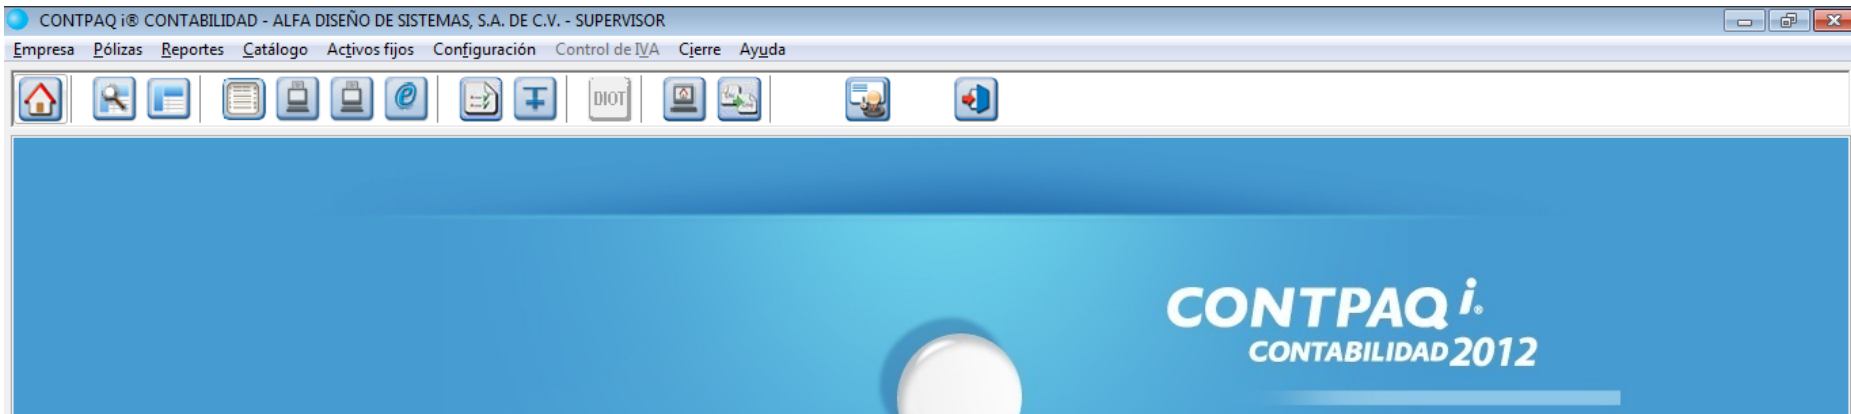 CONTPAQ i® CONTABILIDAD - ALFA DISEÑO DE SISTEMAS, S.A. DE C.V. - SUPERVISOR
Empresa Pólizas Reportes Catálogo Activos fijos Configuración Control de IVA Cierre Ayuda
DIOT
CONTPAQ i®
CONTABILIDAD 2012